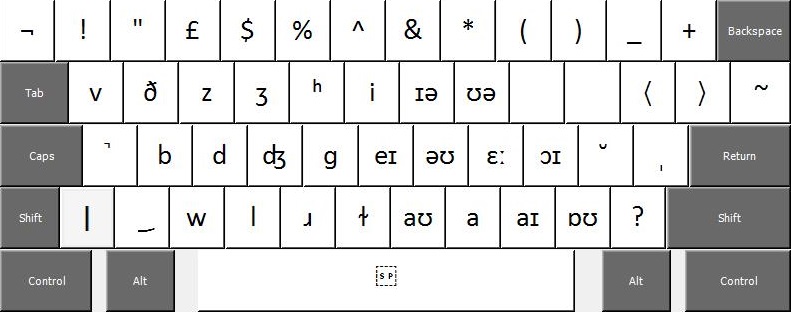 ¬ ! " £ $ % ^ & * ( ) _ + Backspace
Tab v ð z ʒ ʰ i ɪə ʊə 〈 〉 ~
Caps ̚ b d ʤ g eɪ əʊ ɛː ɔɪ ˘ ˌ Return
Shift | ‿ w l ɹ ɫ aʊ a aɪ ɒʊ ? Shift
Control Alt SP Alt Control